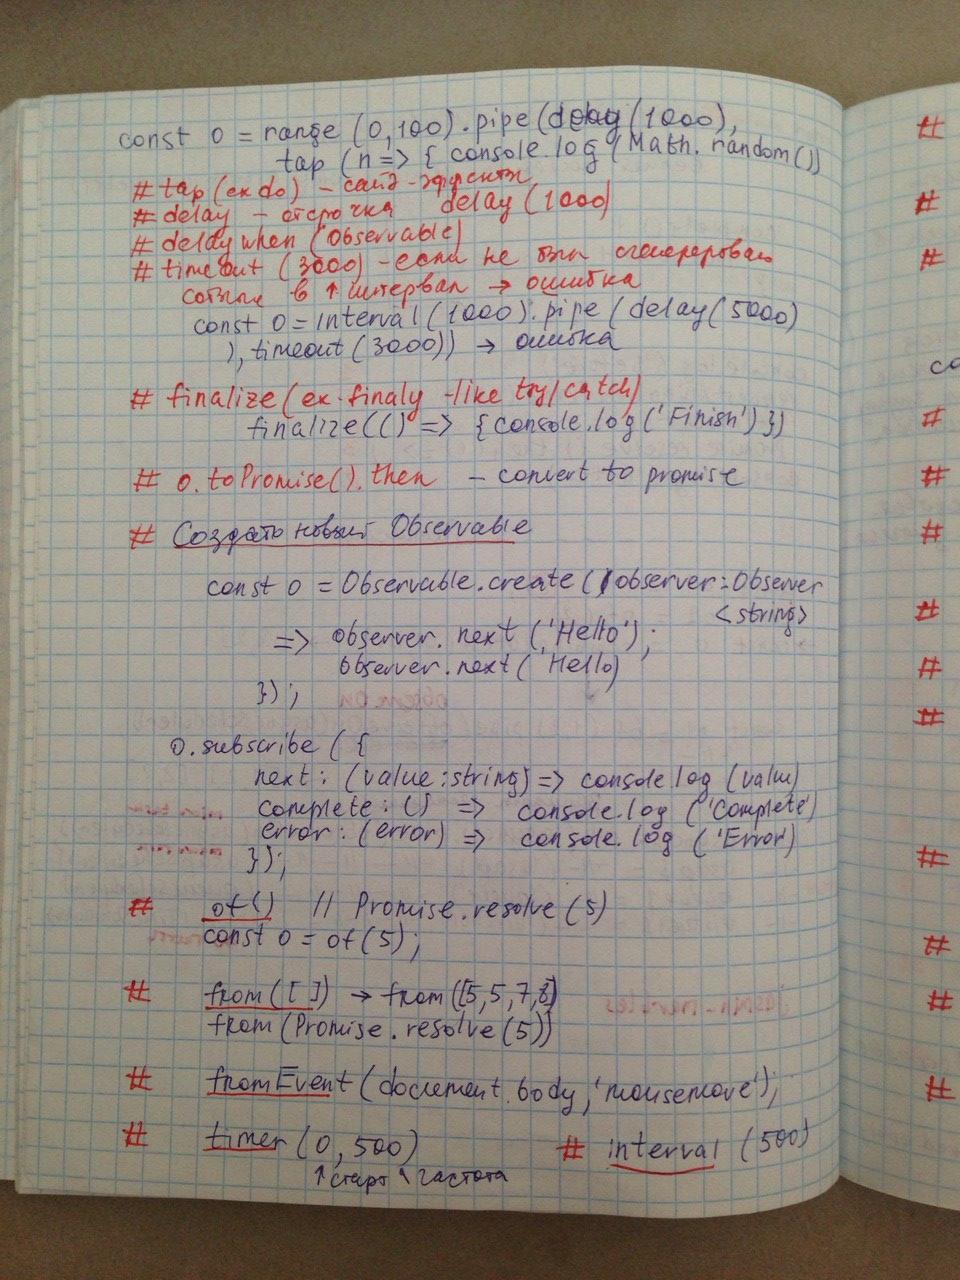 const o = range (0,100).pipe(delay(1000),
tap (n => { console.log (Math.random())
# tap (ex do) - сайд-эффекты
# delay - отсрочка delay(1000)
# delay when (Observable)
# timeout (3000) - если не был сгенерерован
в ↑ интервал → ошибка
const o = interval(1000).pipe(delay(5000)
), timeout(3000)) → ошибка
# finalize (ex. finaly - like try/catch)
finalize(() => {console.log('Finish')})
# o.toPromise().then - convert to promise
# Создать новый Observable
const o = Observable.create((observer:Observer
<string>
=> observer.next ('Hello');
observer.next('Hello)
});
o.subscribe ({
next: (value:string) => console.log (value)
complete: () => console.log ('Complete')
error: (error) => console.log ('Error)
});
# of() // Promise.resolve(5)
const o = of(5);
# from([ ]) → from([5,5,7,8])
from(Promise.resolve(5))
# fromEvent(document.body,'mousemove');
# timer (0,500) # interval (500)
↑ старт ↖ частота
#
#
#
co
#
#
#
#
#
#
#
#
#
#